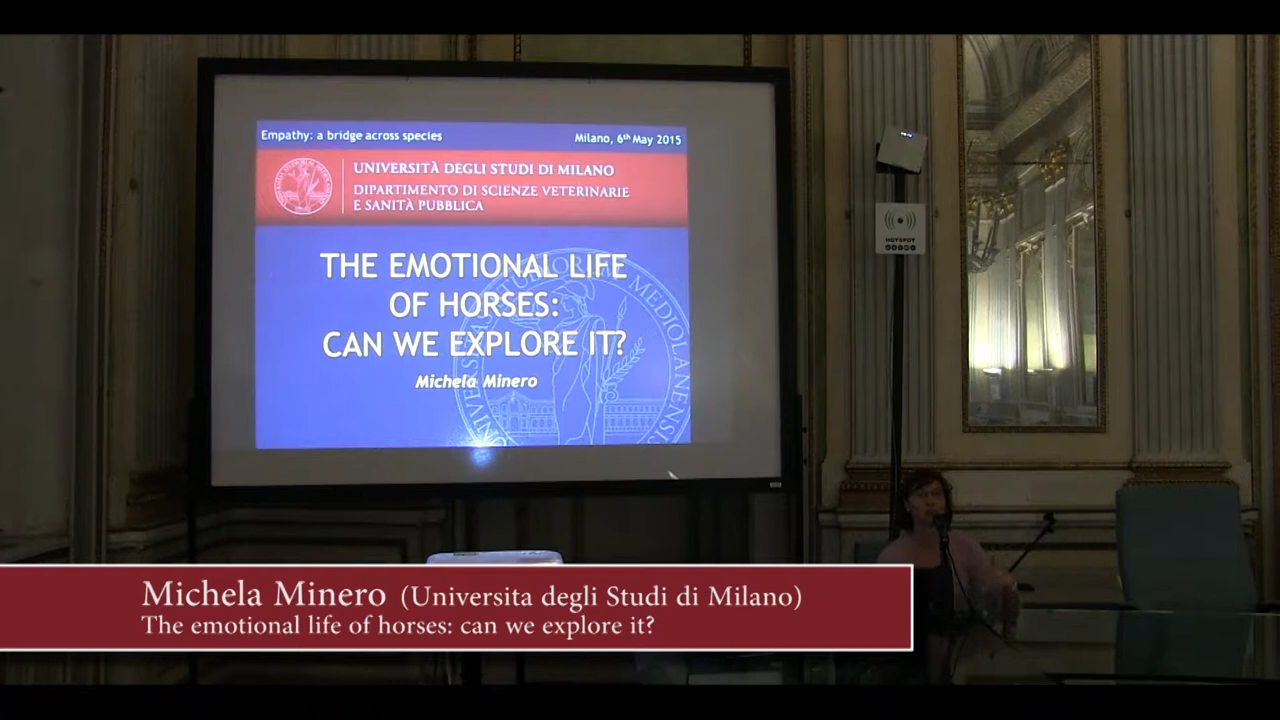 Empathy: a bridge across species
Milano, 6th May 2015
UNIVERSITÀ DEGLI STUDI DI MILANO
DIPARTIMENTO DI SCIENZE VETERINARIE
E SANITÀ PUBBLICA
THE EMOTIONAL LIFE
OF HORSES:
CAN WE EXPLORE IT?
Michela Minero
HOTSPOT
Michela Minero (Universita degli Studi di Milano)
The emotional life of horses: can we explore it?